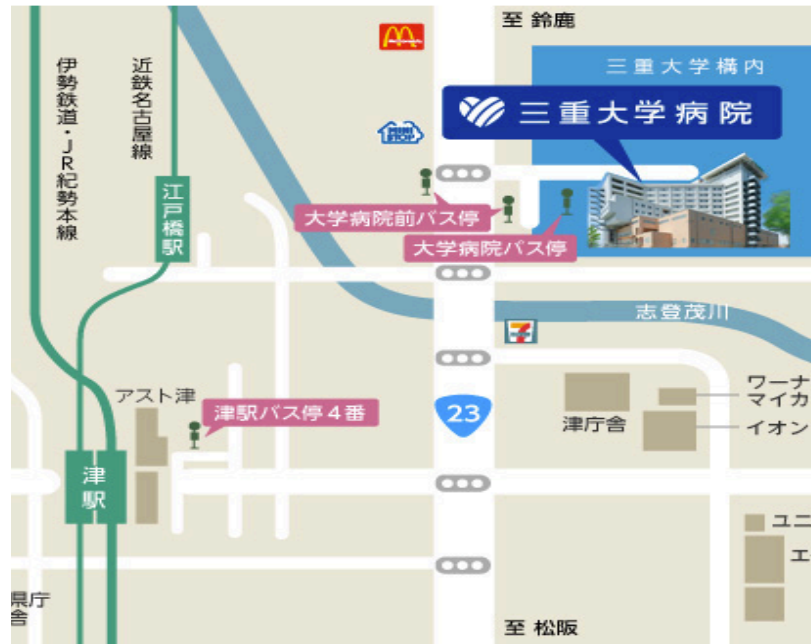 至 鈴鹿
三重大学構内
三重大学病院
伊勢鉄道・JR紀勢本線
近鉄名古屋線
MINI
STOP
江戸橋駅
大学病院前バス停
大学病院バス停
志登茂川
7
アスト津
津駅バス停4番
23
津庁舎
ワーナ
マイカ
イオン
津駅
ユニ
エ
県庁
舎
至 松阪